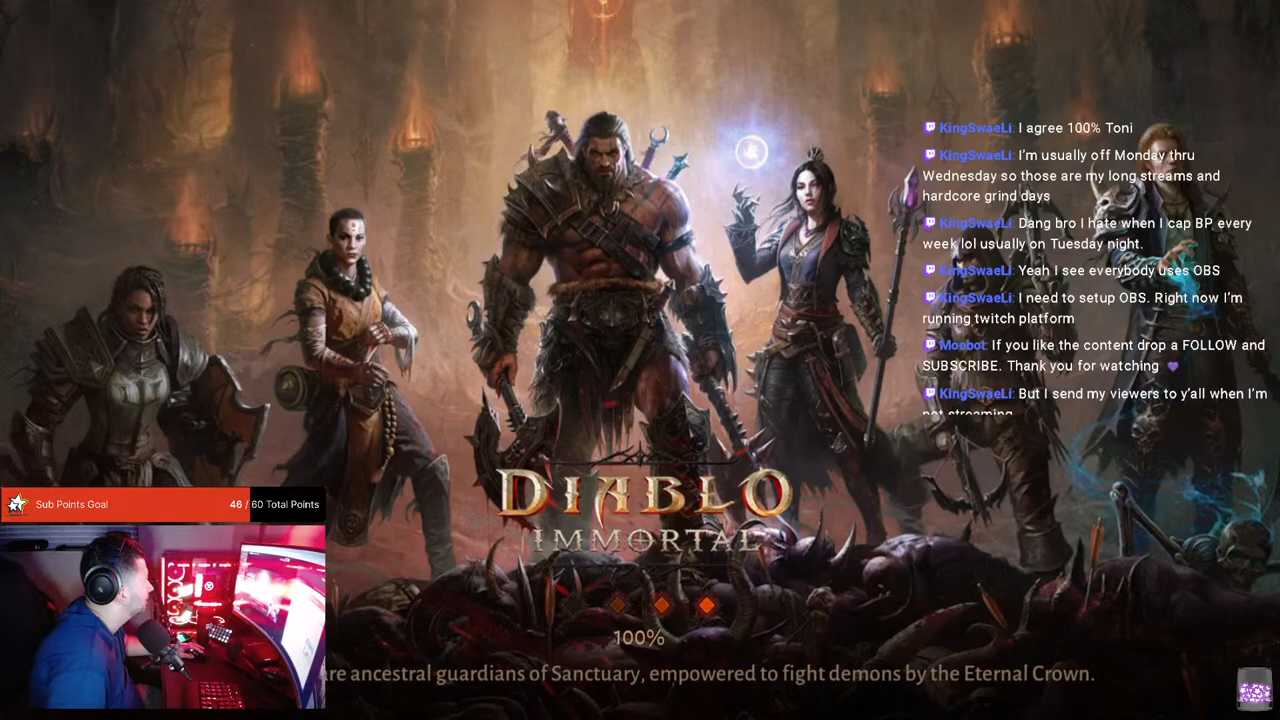 KingSwaeLi: I agree 100% Toni
KingSwaeLi: I'm usually off Monday thru
Wednesday so those are my long streams and
hardcore grind days
KingSwaeLi: Dang bro I hate when I cap BP every
week lol usually on Tuesday night.
KingSwaeLi: Yeah I see everybody uses OBS
KingSwaeLi: I need to setup OBS. Right now I'm
running twitch platform
Moobot: If you like the content drop a FOLLOW and
SUBSCRIBE. Thank you for watching 💜
KingSwaeLi: But I send my viewers to y'all when I'm
not streaming
DIABLO
IMMORTAL
Sub Points Goal 46 / 60 Total Points
100%
re ancestral guardians of Sanctuary, empowered to fight demons by the Eternal Crown.